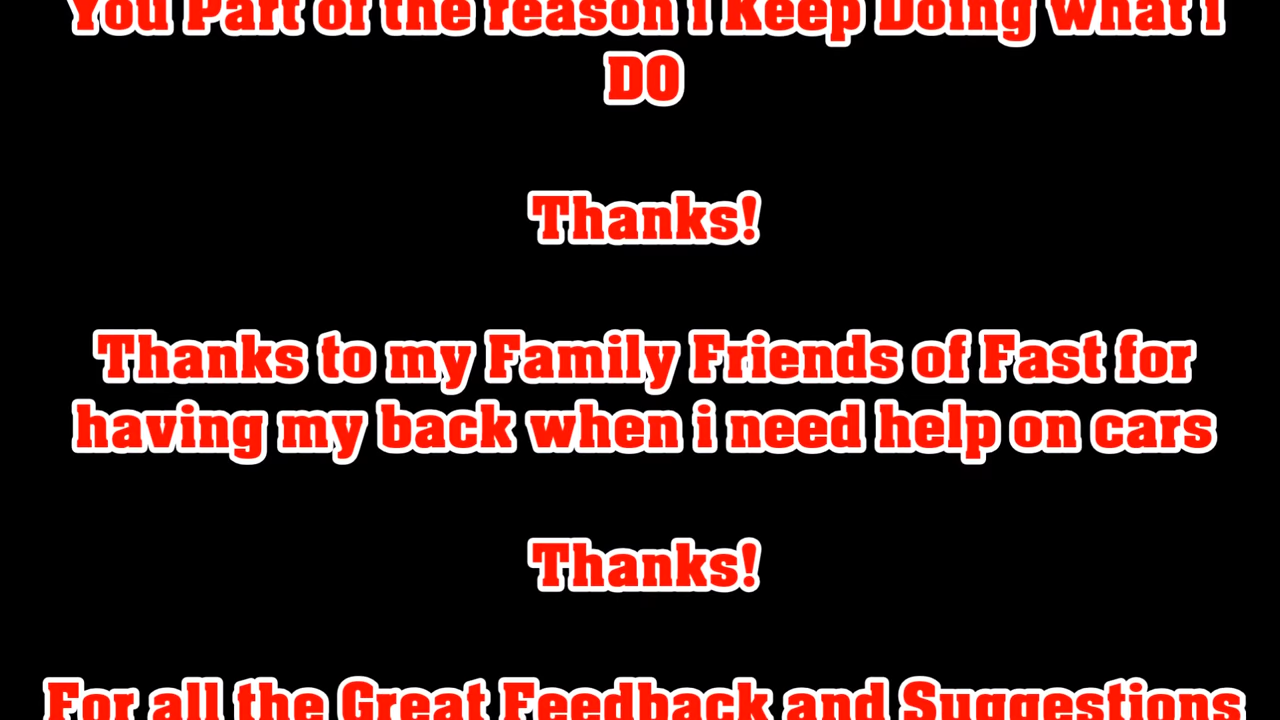 You Part of the reason i Keep Doing what i
DO
Thanks!
Thanks to my Family Friends of Fast for
having my back when i need help on cars
Thanks!
For all the Great Feedback and Suggestions